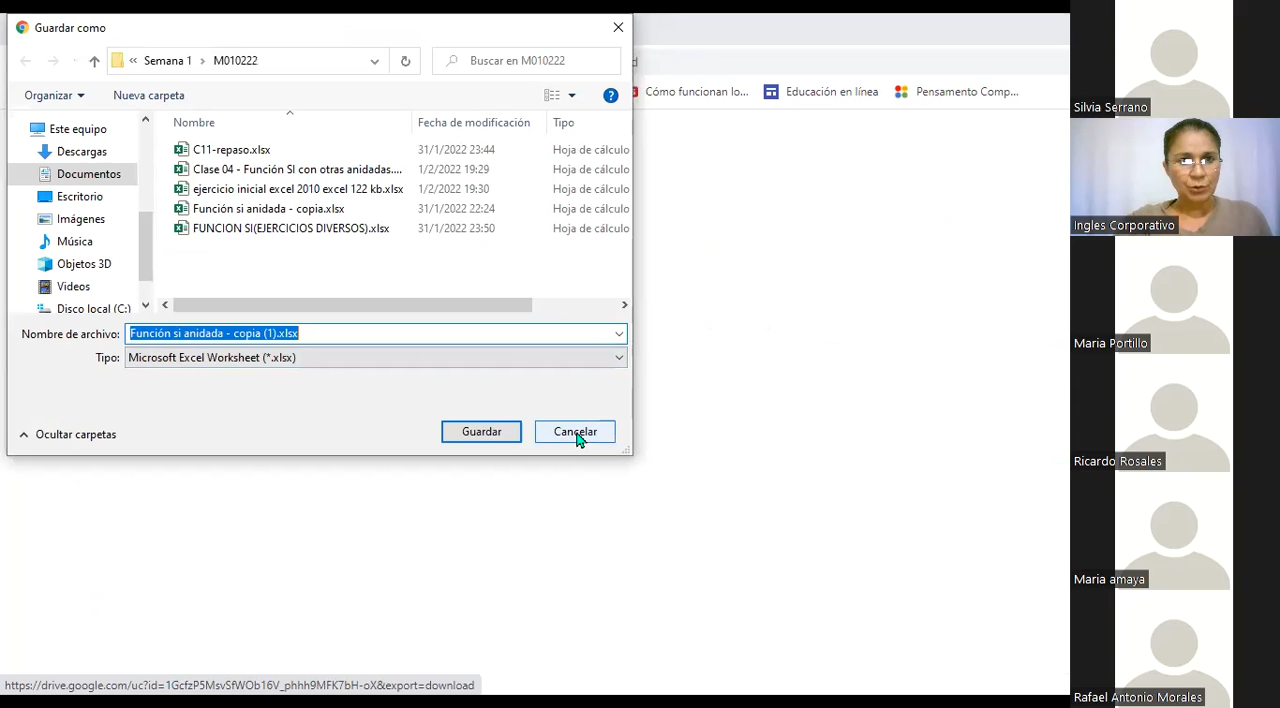 Guardar como
Semana 1 > M010222
Buscar en M010222
Organizar
Nueva carpeta
?
Cómo funcionan lo...
Educación en línea
Pensamento Comp...
Nombre
Fecha de modificación
Tipo
Este equipo
Descargas
Documentos
Escritorio
Imágenes
Música
Objetos 3D
Videos
Disco local (C:)
C11-repaso.xlsx 31/1/2022 23:44 Hoja de cálculo
Clase 04 - Función SI con otras anidadas.... 1/2/2022 19:29 Hoja de cálculo
ejercicio inicial excel 2010 excel 122 kb.xlsx 1/2/2022 19:30 Hoja de cálculo
Función si anidada - copia.xlsx 31/1/2022 22:24 Hoja de cálculo
FUNCION SI(EJERCICIOS DIVERSOS).xlsx 31/1/2022 23:50 Hoja de cálculo
Nombre de archivo: Función si anidada - copia (1).xlsx
Tipo: Microsoft Excel Worksheet (*.xlsx)
Ocultar carpetas
Guardar
Cancelar
https://drive.google.com/uc?id=1GcfzP5MsvSfWOb16V_phhh9MFK7bH-oX&export=download
Silvia Serrano
Ingles Corporativo
Maria Portillo
Ricardo Rosales
Maria amaya
Rafael Antonio Morales